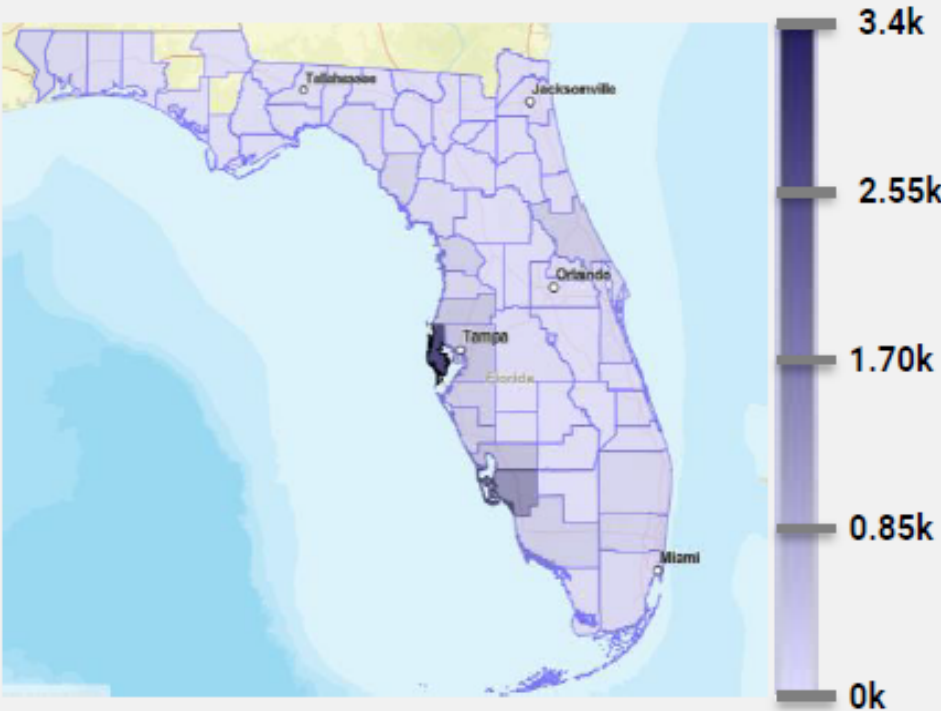 3.4k
Tallahassee
Jacksonville
2.55k
Orlando
Tampa
1.70k
Florida
0.85k
Miami
0k